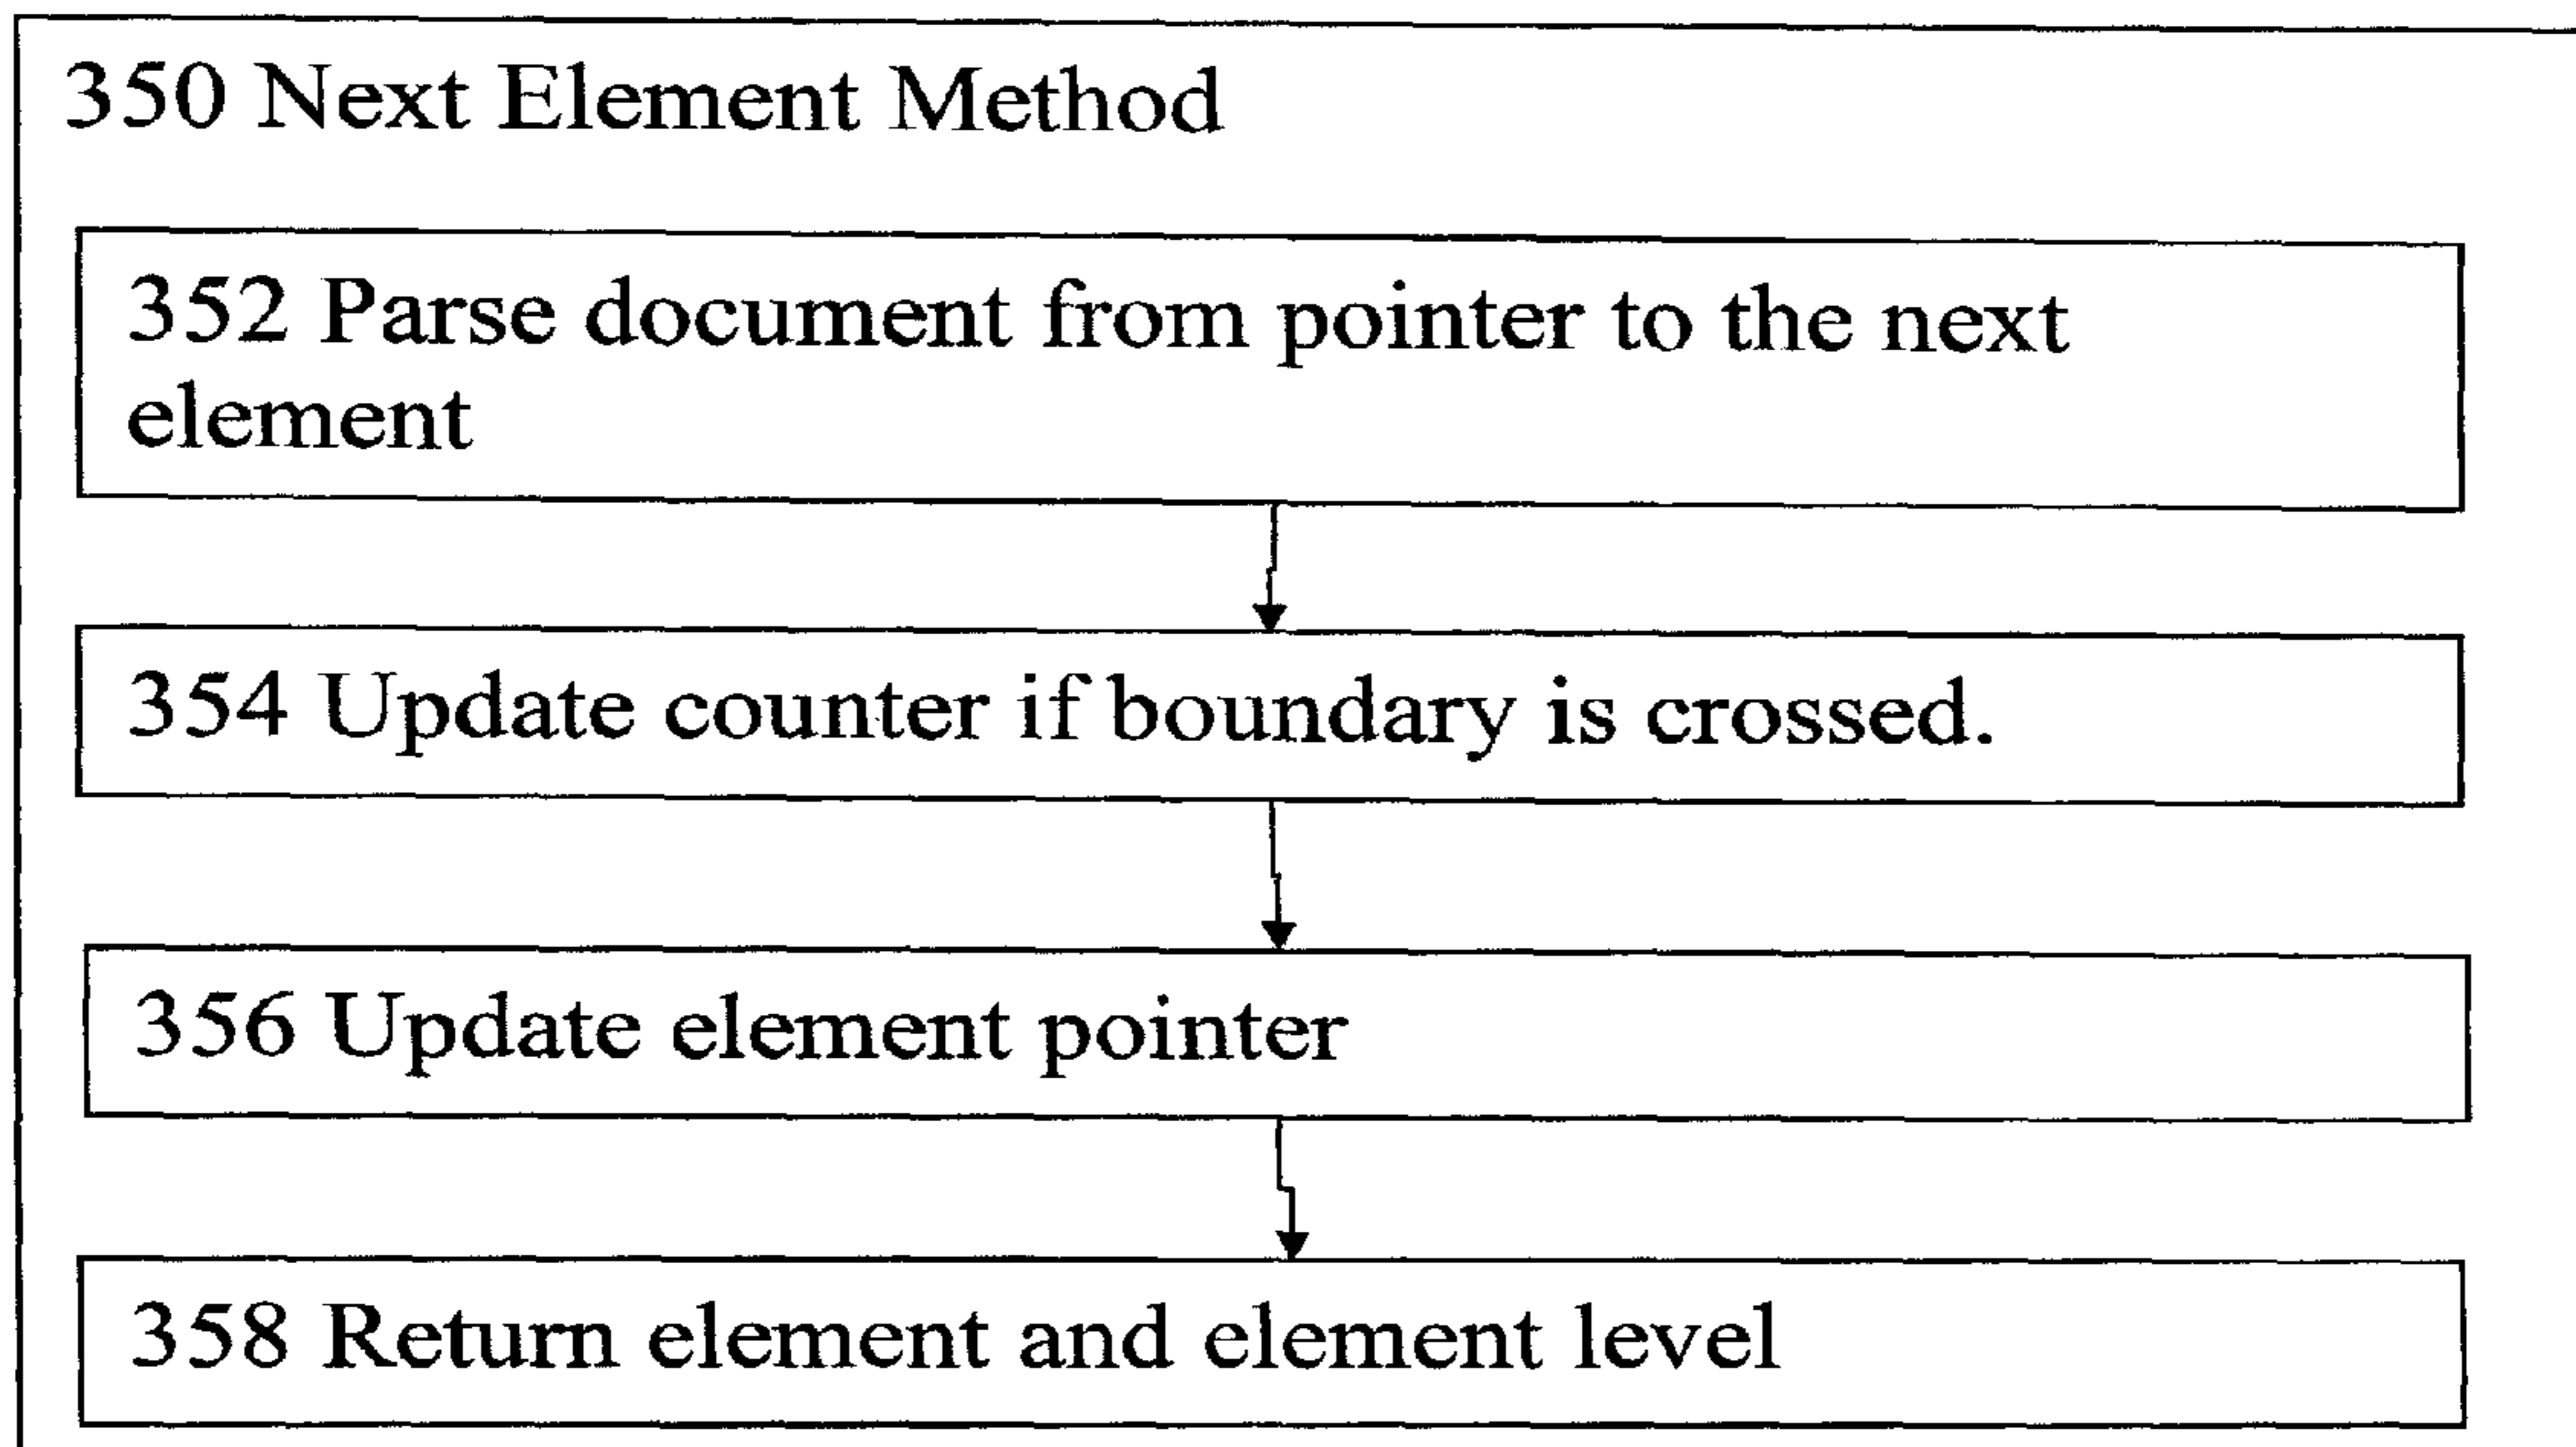 350 Next Element Method
352 Parse document from pointer to the next
element
354 Update counter if boundary is crossed.
356 Update element pointer
358 Return element and element level